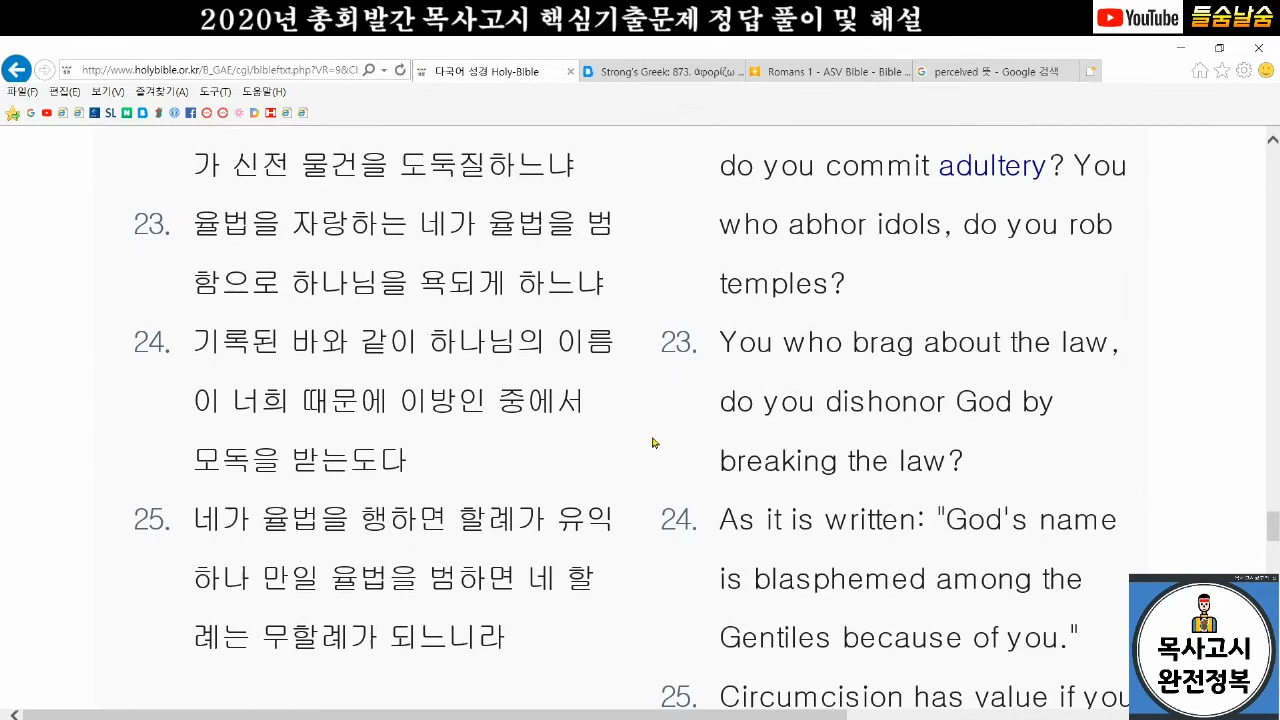 2020년 총회발간 목사고시 핵심기출문제 정답 풀이 및 해설
YouTube 들숨날숨
http://www.holybible.or.kr/B_GAE/cgi/bibleftxt.php?VR=9&CI
다국어 성경 Holy-Bible
Strong's Greek: 873. ἀφορίζω ...
Romans 1 - ASV Bible - Bible ...
perceived 뜻 - Google 검색
파일(F) 편집(E) 보기(V) 즐겨찾기(A) 도구(T) 도움말(H)
가 신전 물건을 도둑질하느냐
23. 율법을 자랑하는 네가 율법을 범
함으로 하나님을 욕되게 하느냐
24. 기록된 바와 같이 하나님의 이름
이 너희 때문에 이방인 중에서
모독을 받는도다
25. 네가 율법을 행하면 할례가 유익
하나 만일 율법을 범하면 네 할
례는 무할례가 되느니라
do you commit adultery? You
who abhor idols, do you rob
temples?
23. You who brag about the law,
do you dishonor God by
breaking the law?
24. As it is written: "God's name
is blasphemed among the
Gentiles because of you."
25. Circumcision has value if you
목사고시
완전정복